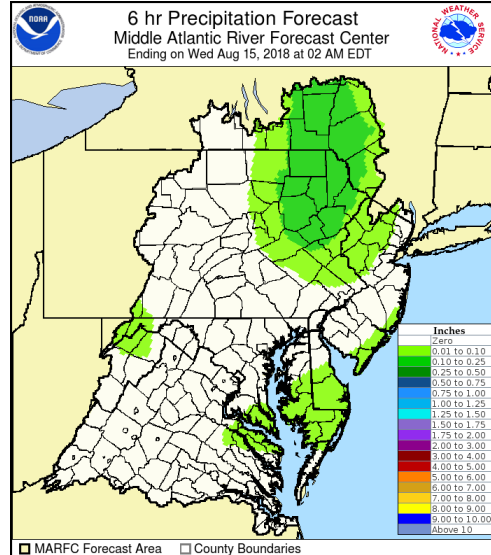 NOAA
6 hr Precipitation Forecast
Middle Atlantic River Forecast Center
Ending on Wed Aug 15, 2018 at 02 AM EDT
NATIONAL WEATHER SERVICE
Inches
Zero
0.01 to 0.10
0.10 to 0.25
0.25 to 0.50
0.50 to 0.75
0.75 to 1.00
1.00 to 1.25
1.25 to 1.50
1.50 to 1.75
1.75 to 2.00
2.00 to 3.00
3.00 to 4.00
4.00 to 5.00
5.00 to 6.00
6.00 to 7.00
7.00 to 8.00
8.00 to 9.00
9.00 to 10.00
Above 10
MARFC Forecast Area
County Boundaries